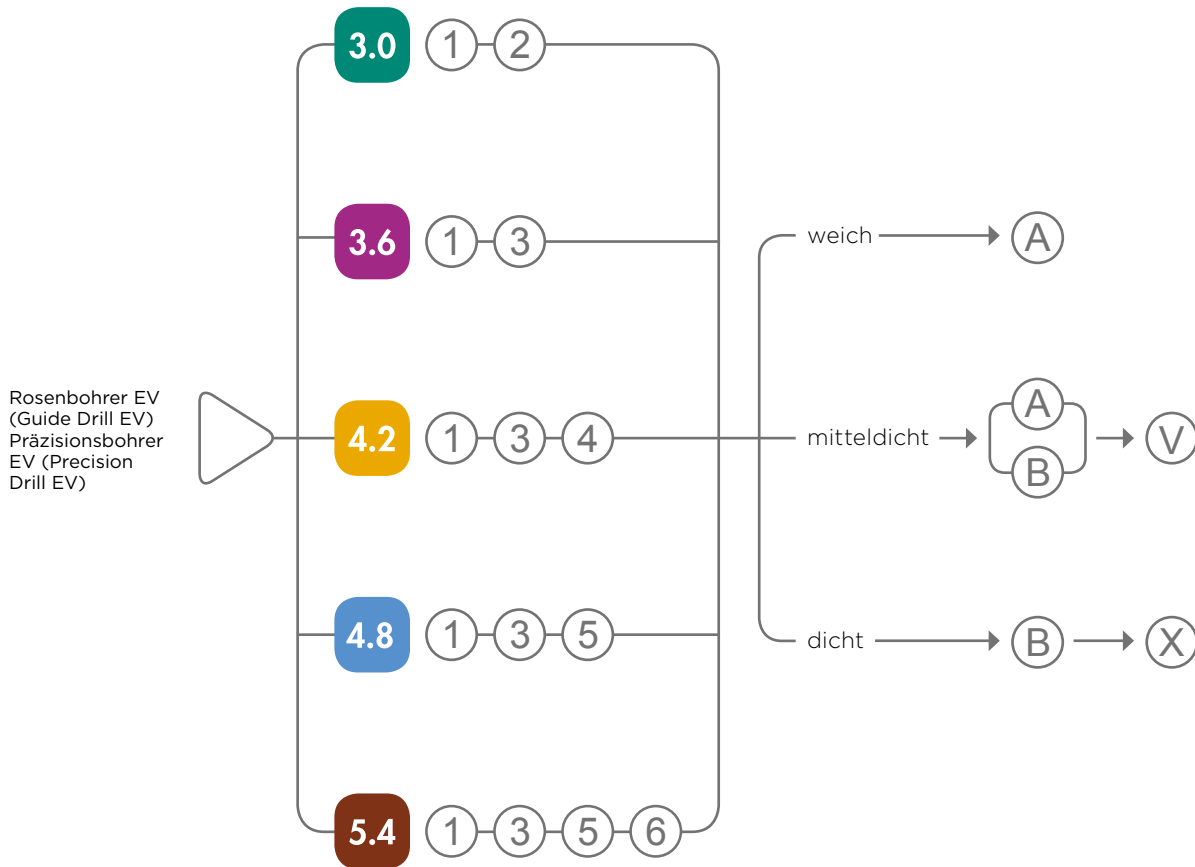 3.0 1 2
3.6 1 3
weich A
Rosenbohrer EV
(Guide Drill EV)
Präzisionsbohrer
EV (Precision
Drill EV)
4.2 1 3 4
mitteldicht A B V
4.8 1 3 5
dicht B X
5.4 1 3 5 6